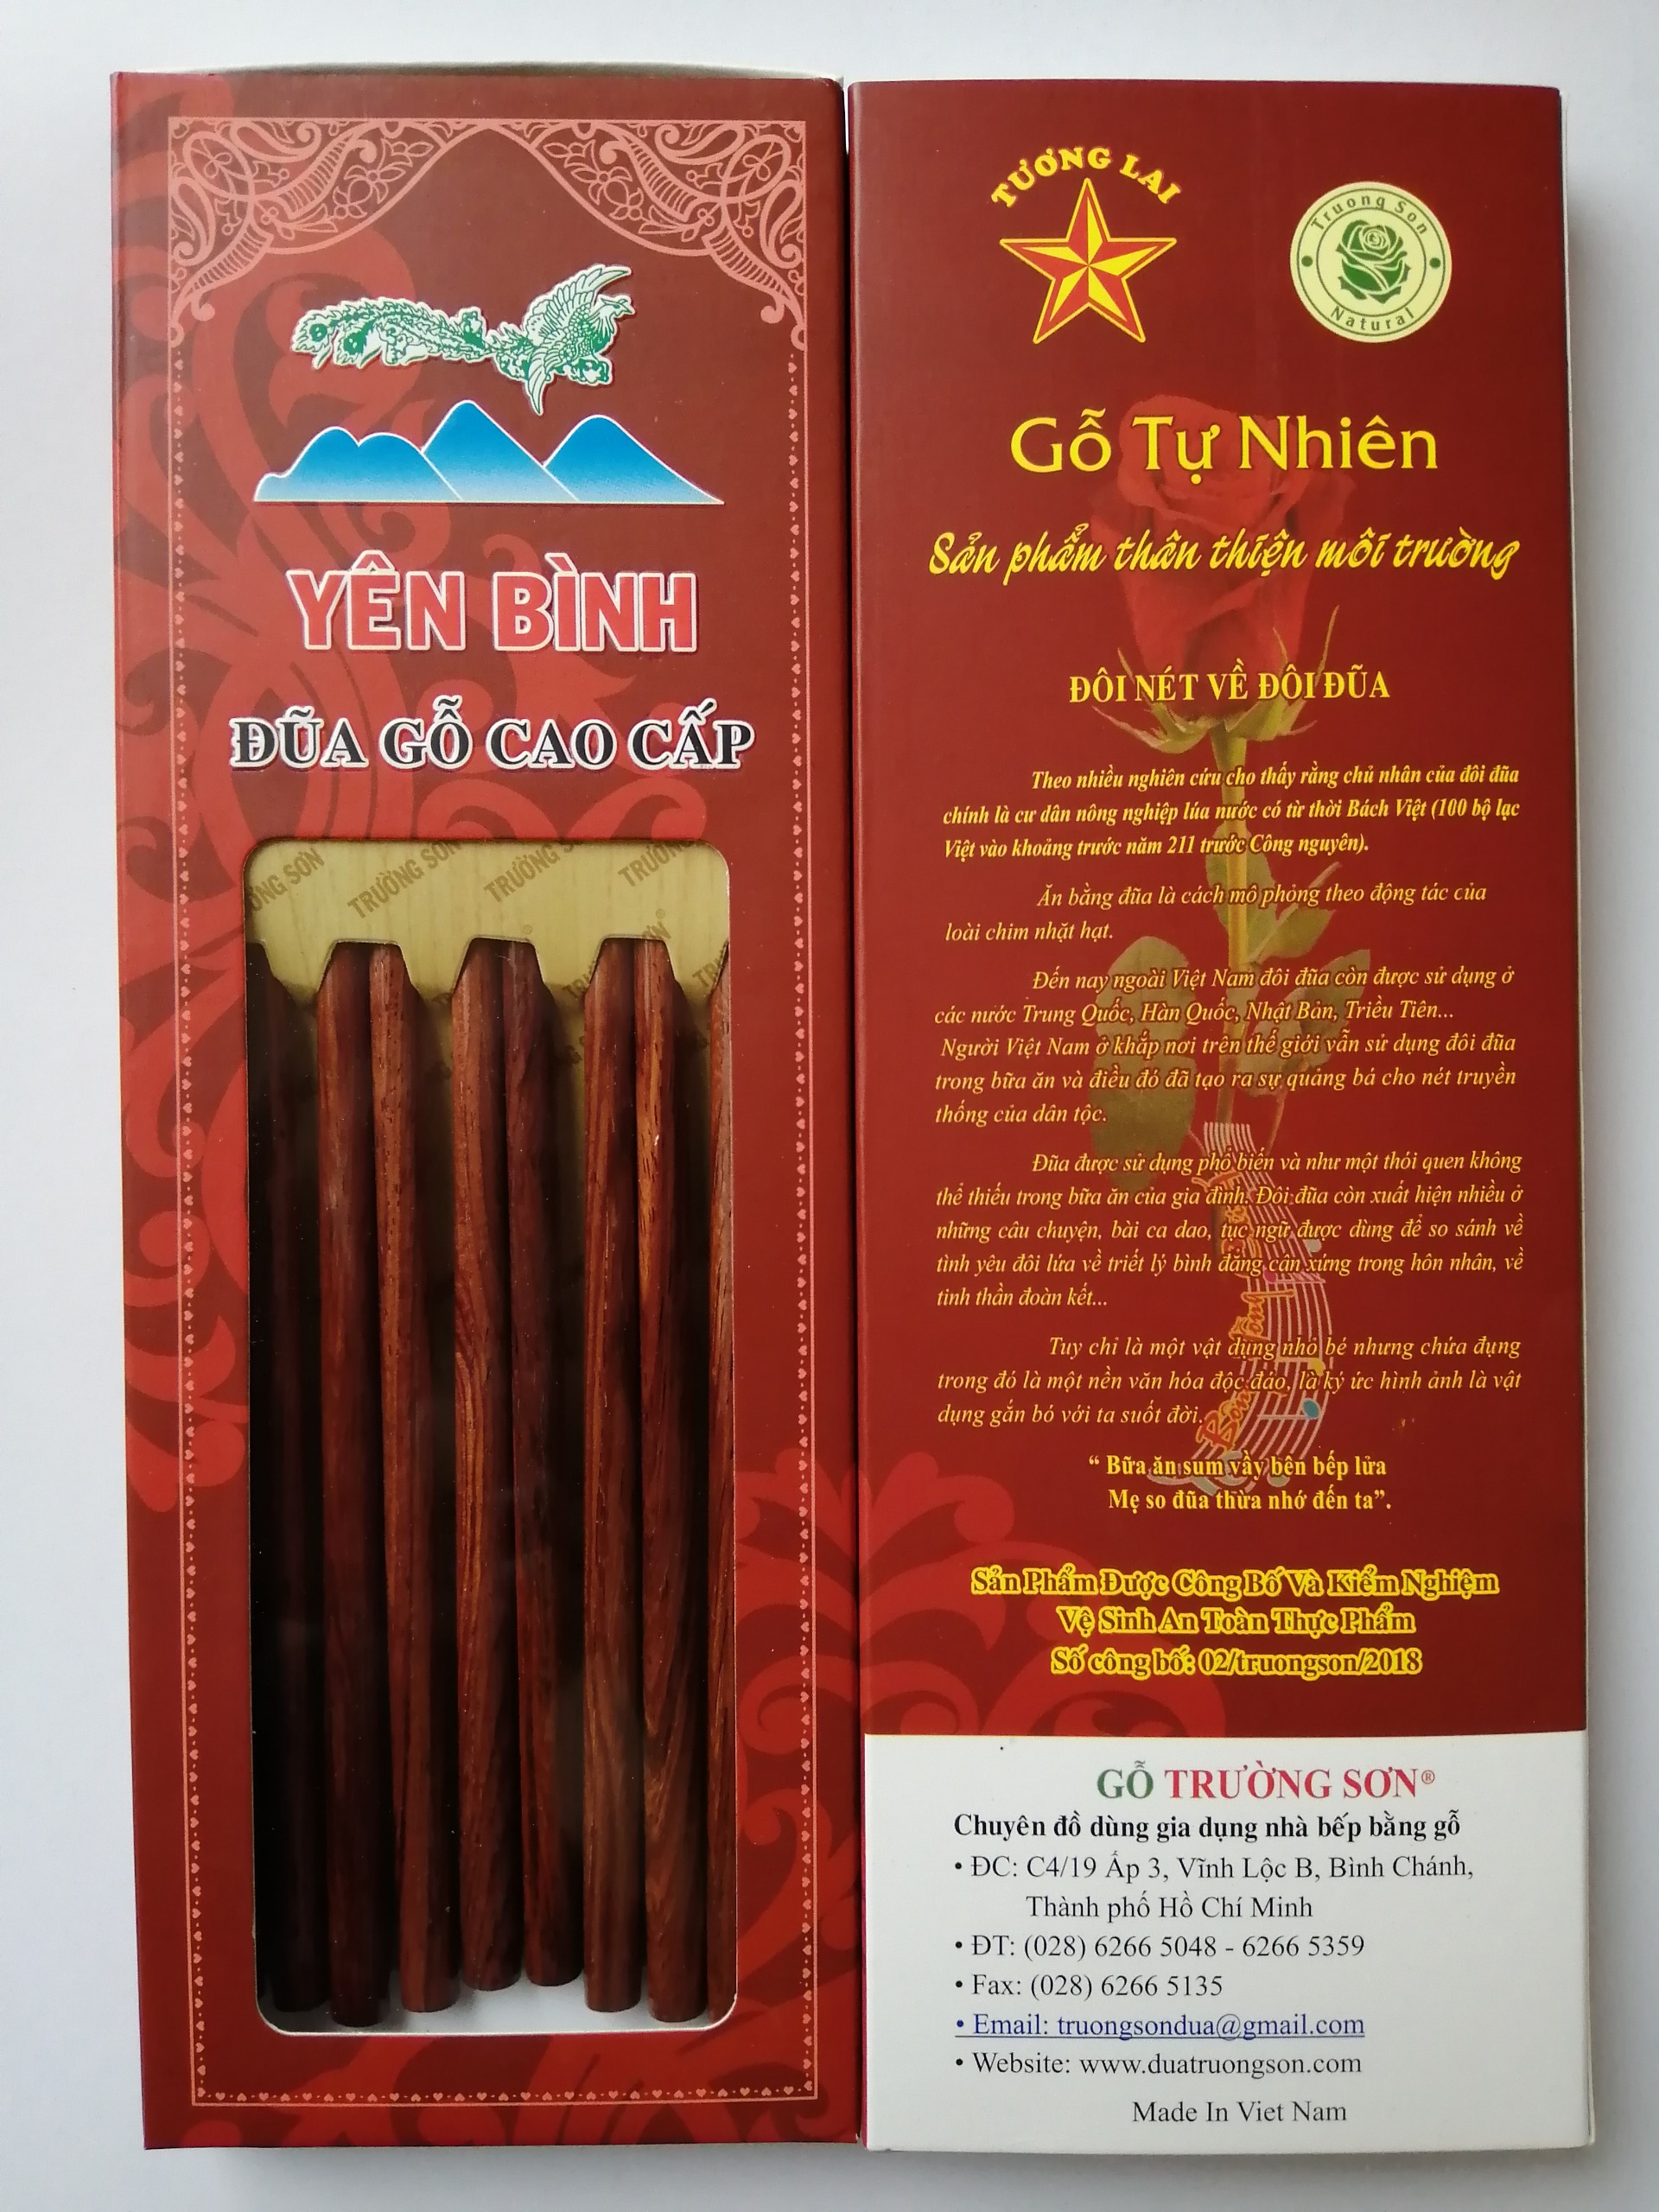 YÊN BÌNH
ĐŨA GỖ CAO CẤP
TRƯỜNG SƠN
TRƯỜNG SƠN
TƯƠNG LAI
Truong Son
Natural
Gỗ Tự Nhiên
Sản phẩm thân thiện môi trường
ĐÔI NÉT VỀ ĐÔI ĐŨA
Theo nhiều nghiên cứu cho thấy rằng chủ nhân của đôi đũa
chính là cư dân nông nghiệp lúa nước có từ thời Bách Việt (100 bộ lạc
Việt vào khoảng trước năm 211 trước Công nguyên).
Ăn bằng đũa là cách mô phỏng theo động tác của
loài chim nhặt hạt.
Đến nay ngoài Việt Nam đôi đũa còn được sử dụng ở
các nước Trung Quốc, Hàn Quốc, Nhật Bản, Triều Tiên...
Người Việt Nam ở khắp nơi trên thế giới vẫn sử dụng đôi đũa
trong bữa ăn và điều đó đã tạo ra sự quảng bá cho nét truyền
thống của dân tộc.
Đũa được sử dụng phổ biến và như một thói quen không
thể thiếu trong bữa ăn của gia đình. Đôi đũa còn xuất hiện nhiều ở
những câu chuyện, bài ca dao, tục ngữ được dùng để so sánh về
tình yêu đôi lứa về triết lý bình đẳng cân xứng trong hôn nhân, về
tinh thần đoàn kết...
Tuy chỉ là một vật dụng nhỏ bé nhưng chứa đụng
trong đó là một nền văn hóa độc đáo, là ký ức hình ảnh là vật
dụng gắn bó với ta suốt đời.
“ Bữa ăn sum vầy bên bếp lửa
Mẹ so đũa thừa nhớ đến ta”.
Sản Phẩm Được Công Bố Và Kiểm Nghiệm
Vệ Sinh An Toàn Thực Phẩm
Số công bố: 02/truongson/2018
GỖ TRƯỜNG SƠN®
Chuyên đồ dùng gia dụng nhà bếp bằng gỗ
• ĐC: C4/19 Ấp 3, Vĩnh Lộc B, Bình Chánh,
Thành phố Hồ Chí Minh
• ĐT: (028) 6266 5048 - 6266 5359
• Fax: (028) 6266 5135
• Email: truongsondua@gmail.com
• Website: www.duatruongson.com
Made In Viet Nam